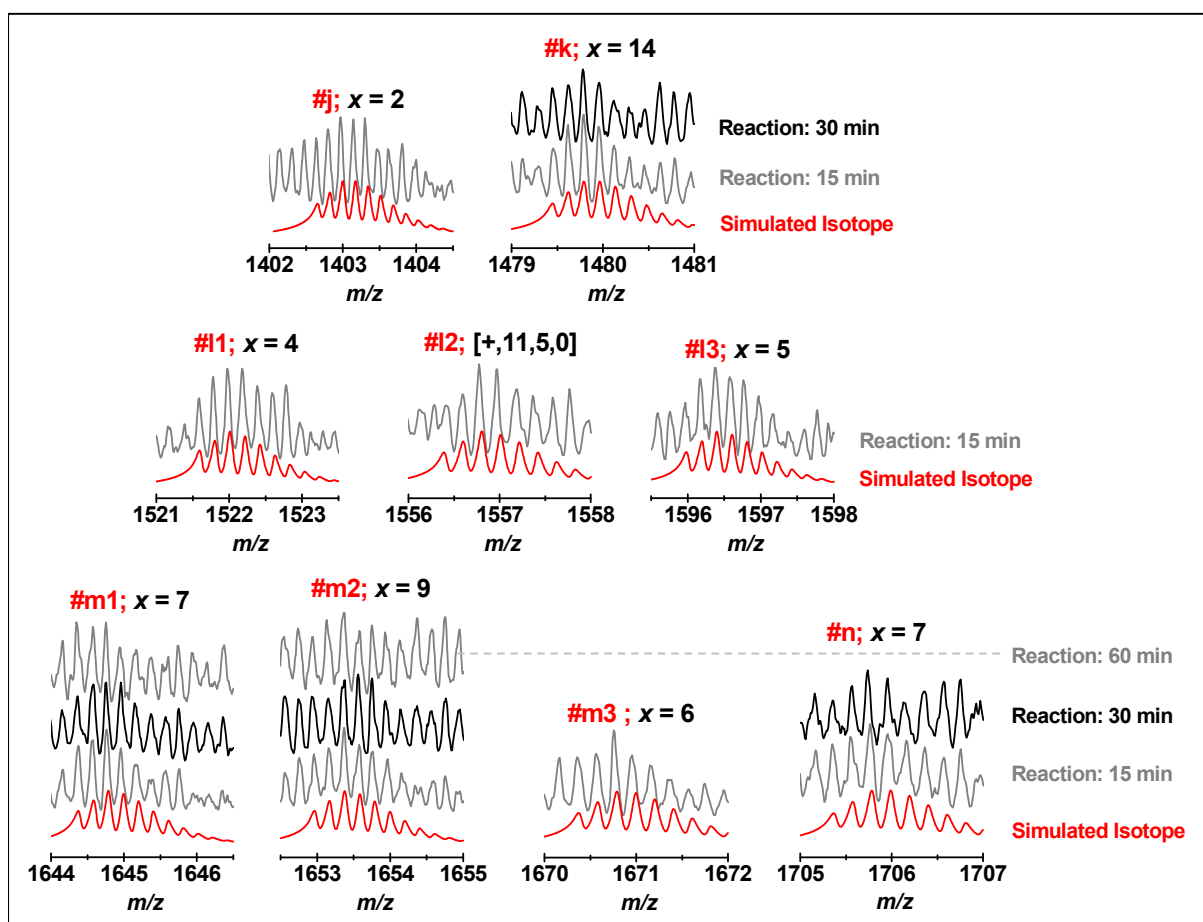 #k; x = 14
#j; x = 2
Reaction: 30 min
Reaction: 15 min
Simulated Isotope
1402 1403 1404
m/z
1479 1480 1481
m/z
#l1; x = 4
#l2; [+,11,5,0]
#l3; x = 5
Reaction: 15 min
Simulated Isotope
1521 1522 1523
m/z
1556 1557 1558
m/z
1596 1597 1598
m/z
#m1; x = 7
#m2; x = 9
#n; x = 7
Reaction: 60 min
#m3 ; x = 6
Reaction: 30 min
Reaction: 15 min
Simulated Isotope
1644 1645 1646
m/z
1653 1654 1655
m/z
1670 1671 1672
m/z
1705 1706 1707
m/z